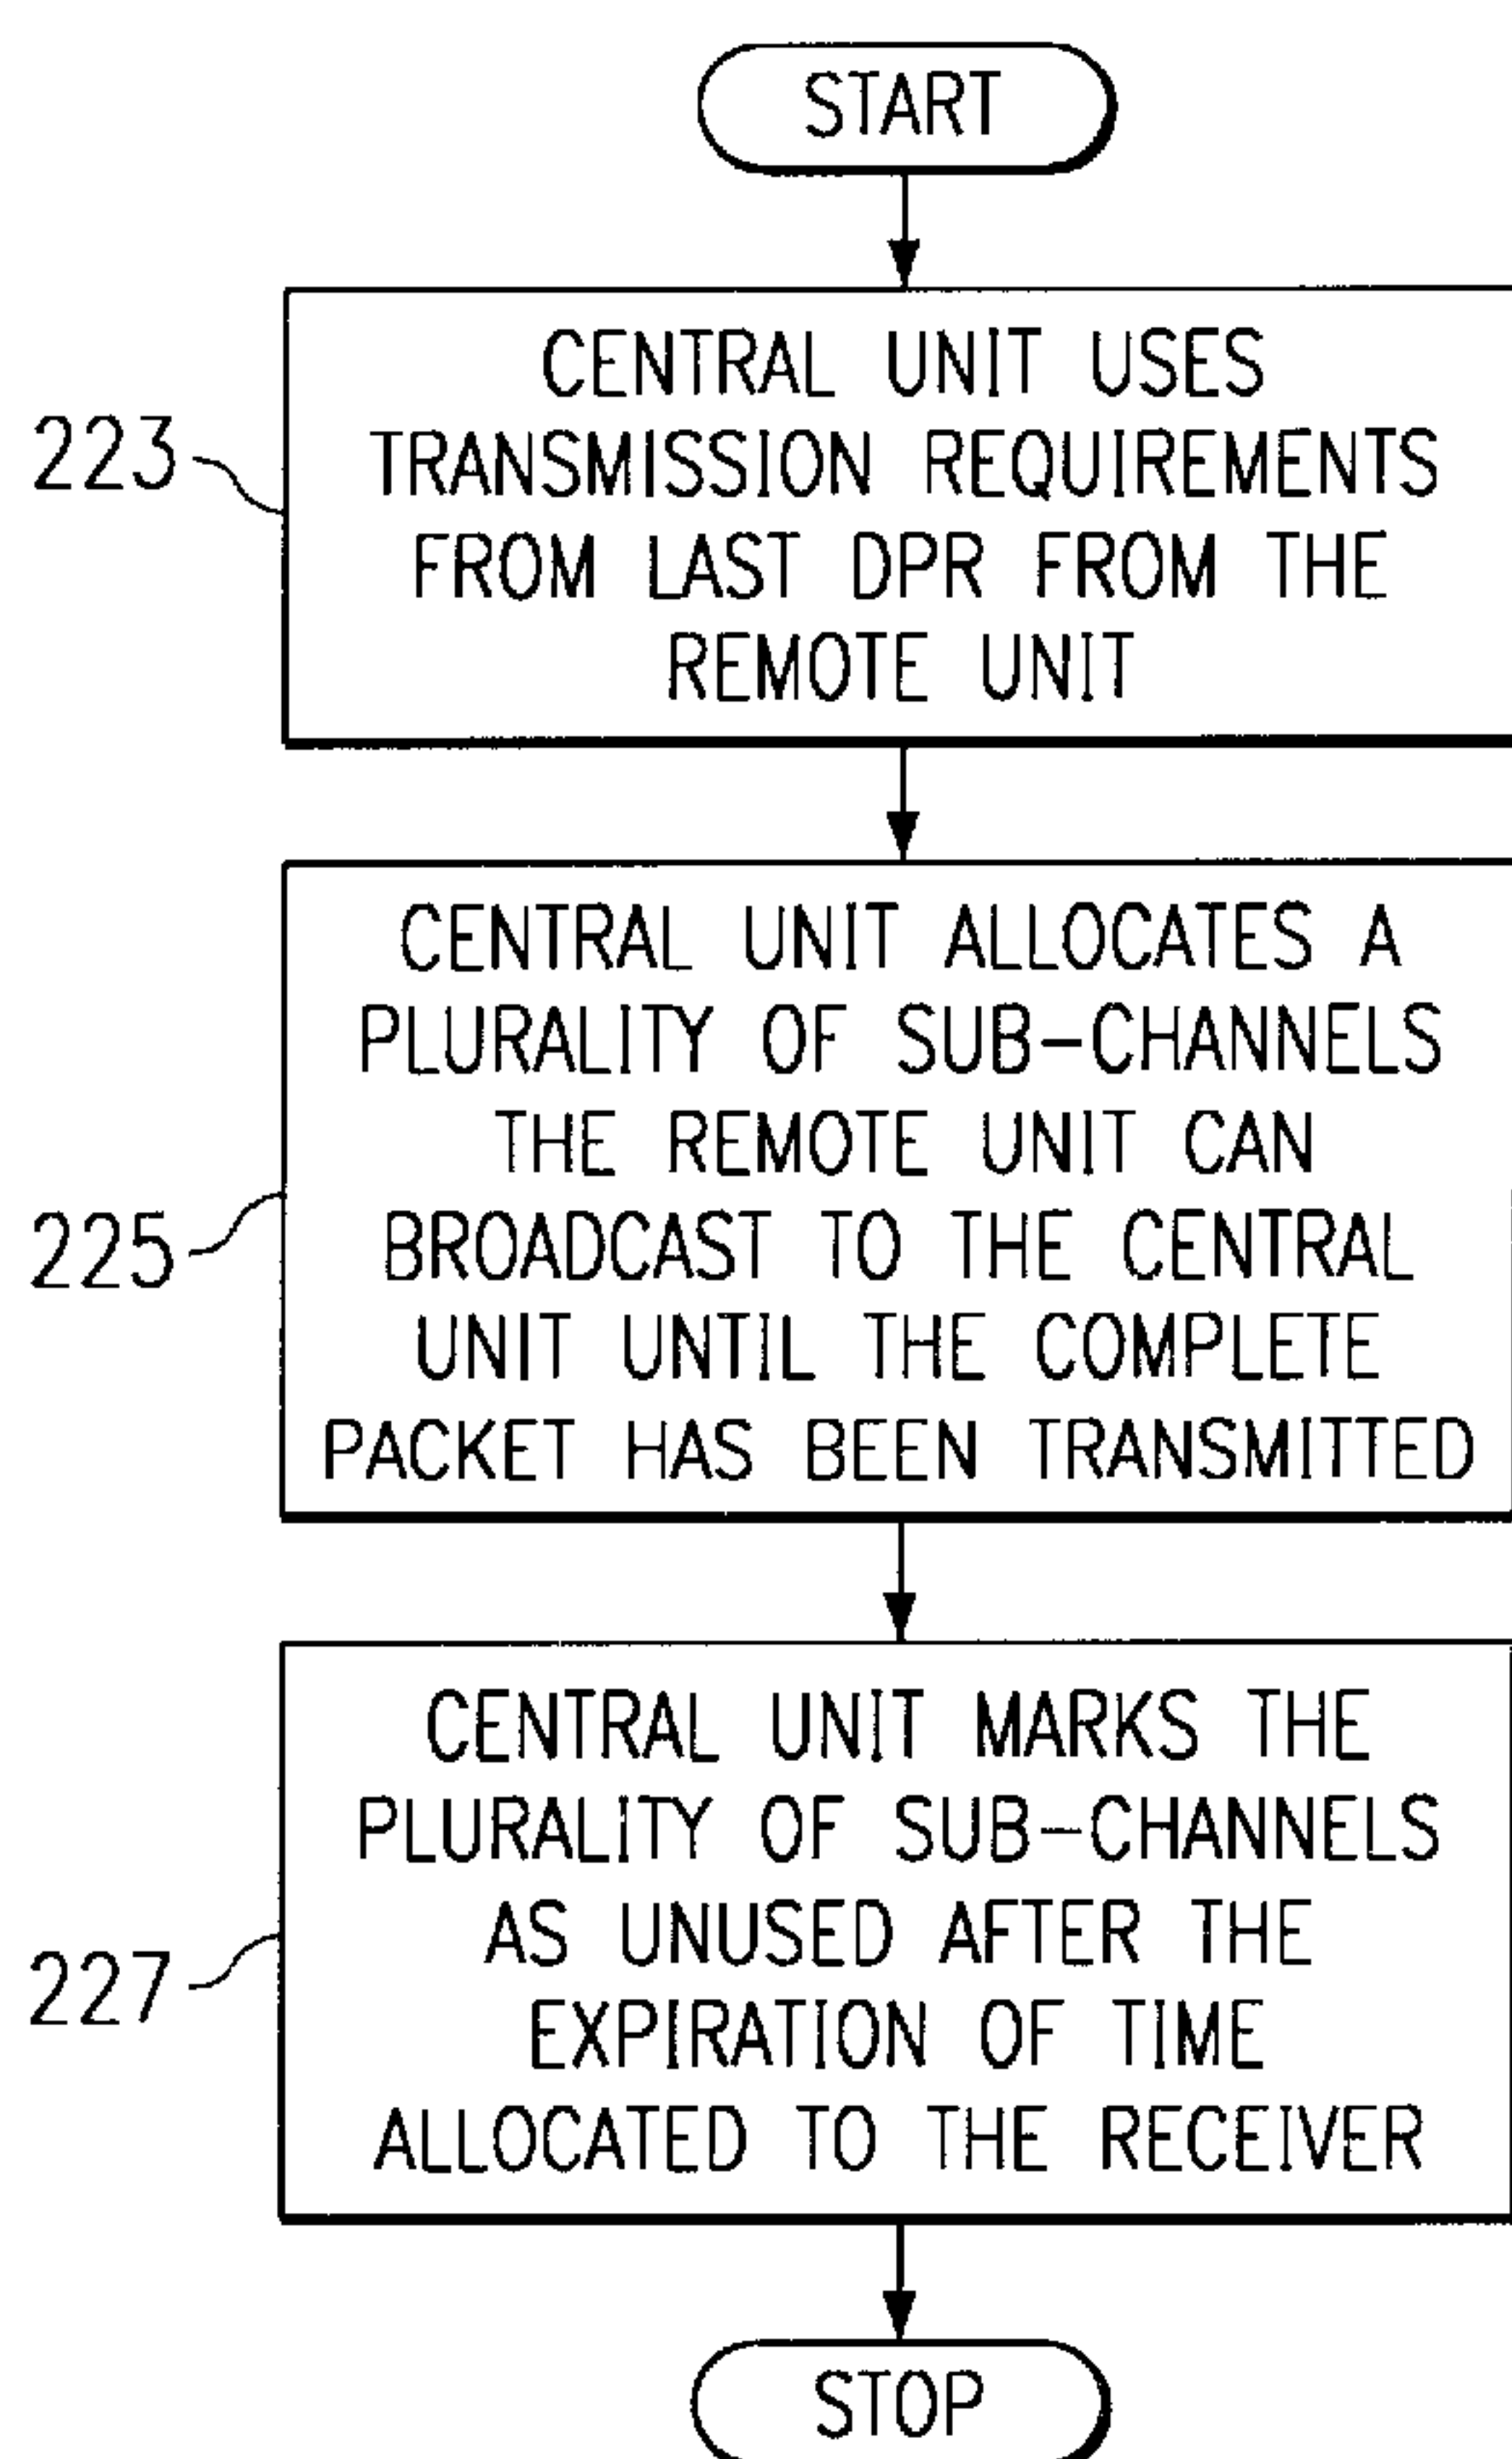 START
CENTRAL UNIT USES
TRANSMISSION REQUIREMENTS
FROM LAST DPR FROM THE
REMOTE UNIT
223
CENTRAL UNIT ALLOCATES A
PLURALITY OF SUB-CHANNELS
THE REMOTE UNIT CAN
BROADCAST TO THE CENTRAL
UNIT UNTIL THE COMPLETE
PACKET HAS BEEN TRANSMITTED
225
CENTRAL UNIT MARKS THE
PLURALITY OF SUB-CHANNELS
AS UNUSED AFTER THE
EXPIRATION OF TIME
ALLOCATED TO THE RECEIVER
227
STOP